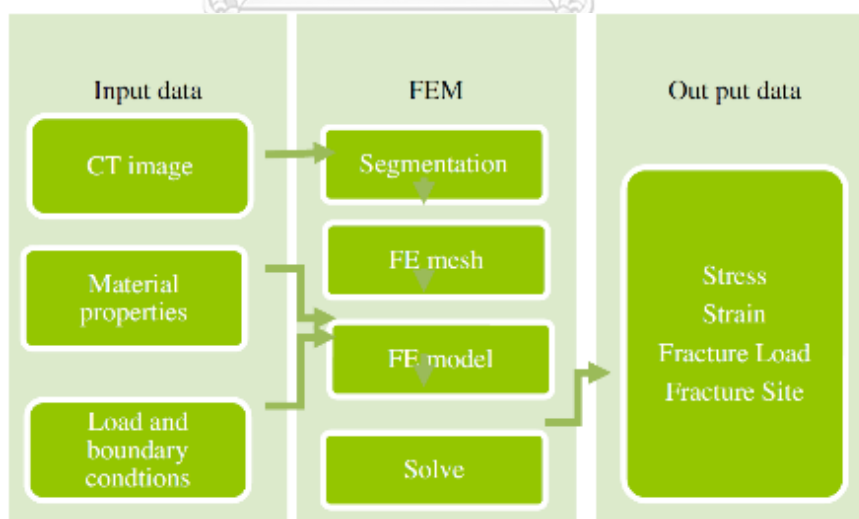 Input data
CT image
Material
properties
Load and
boundary
condtions
FEM
Segmentation
FE mesh
FE model
Solve
Out put data
Stress
Strain
Fracture Load
Fracture Site